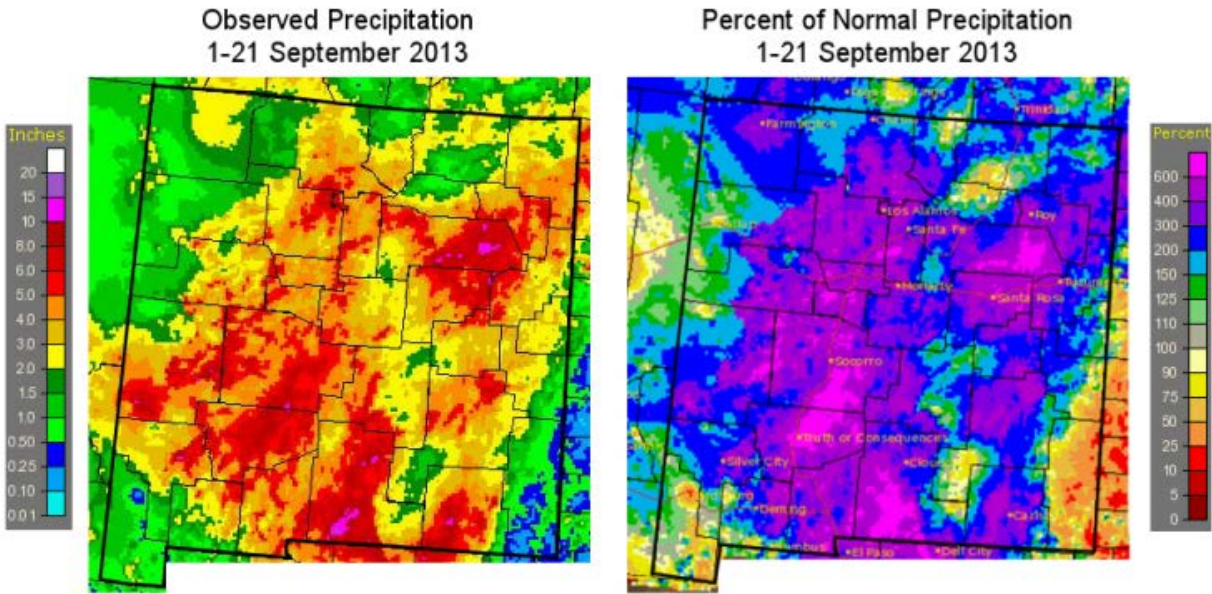 Observed Precipitation
1-21 September 2013
Percent of Normal Precipitation
1-21 September 2013
Inches
20
15
10
8.0
6.0
5.0
4.0
3.0
2.0
1.5
1.0
0.50
0.25
0.10
0.01
Trinidad
Farmington
Los Alamos
Roy
Santa Fe
Moriarty
Santa Rosa
Socorro
Truth or Consequences
Silver City
Deming
El Paso
Dell City
Percent
600
400
300
200
150
125
110
100
90
75
50
25
10
5
0